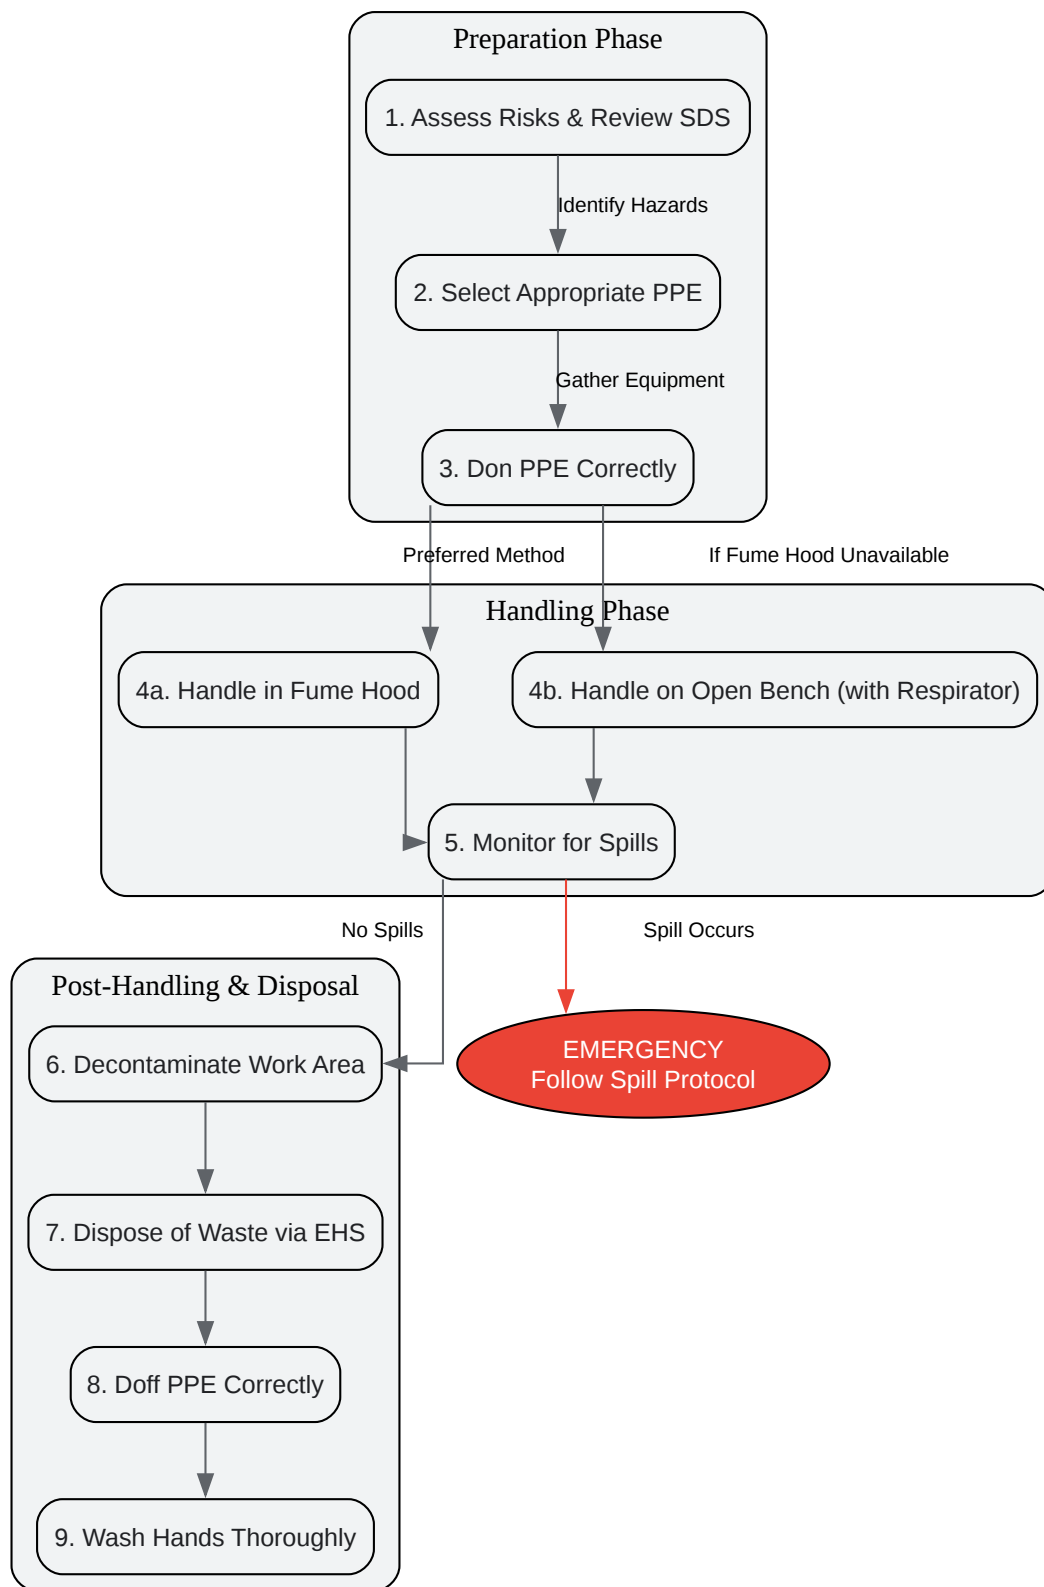 Preparation Phase
1. Assess Risks & Review SDS
Identify Hazards
2. Select Appropriate PPE
Gather Equipment
3. Don PPE Correctly
Preferred Method
If Fume Hood Unavailable
Handling Phase
4a. Handle in Fume Hood
4b. Handle on Open Bench (with Respirator)
5. Monitor for Spills
No Spills
Spill Occurs
Post-Handling & Disposal
6. Decontaminate Work Area
EMERGENCY
Follow Spill Protocol
7. Dispose of Waste via EHS
8. Doff PPE Correctly
9. Wash Hands Thoroughly